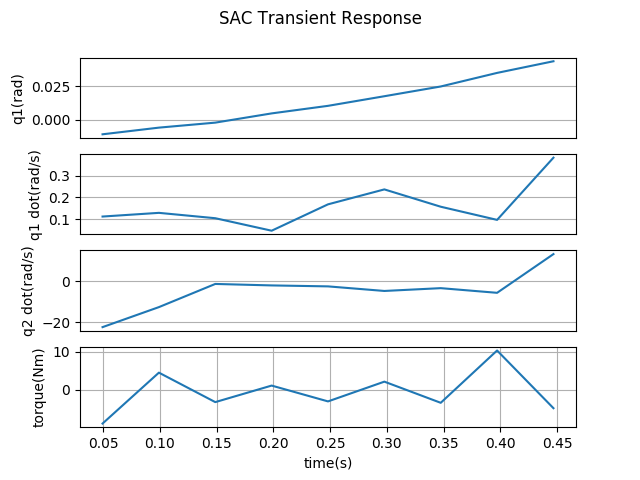 SAC Transient Response
q1(rad)
0.025
0.000
q1 dot(rad/s)
0.3
0.2
0.1
q2 dot(rad/s)
0
−20
torque(Nm)
10
0
0.05 0.10 0.15 0.20 0.25 0.30 0.35 0.40 0.45
time(s)